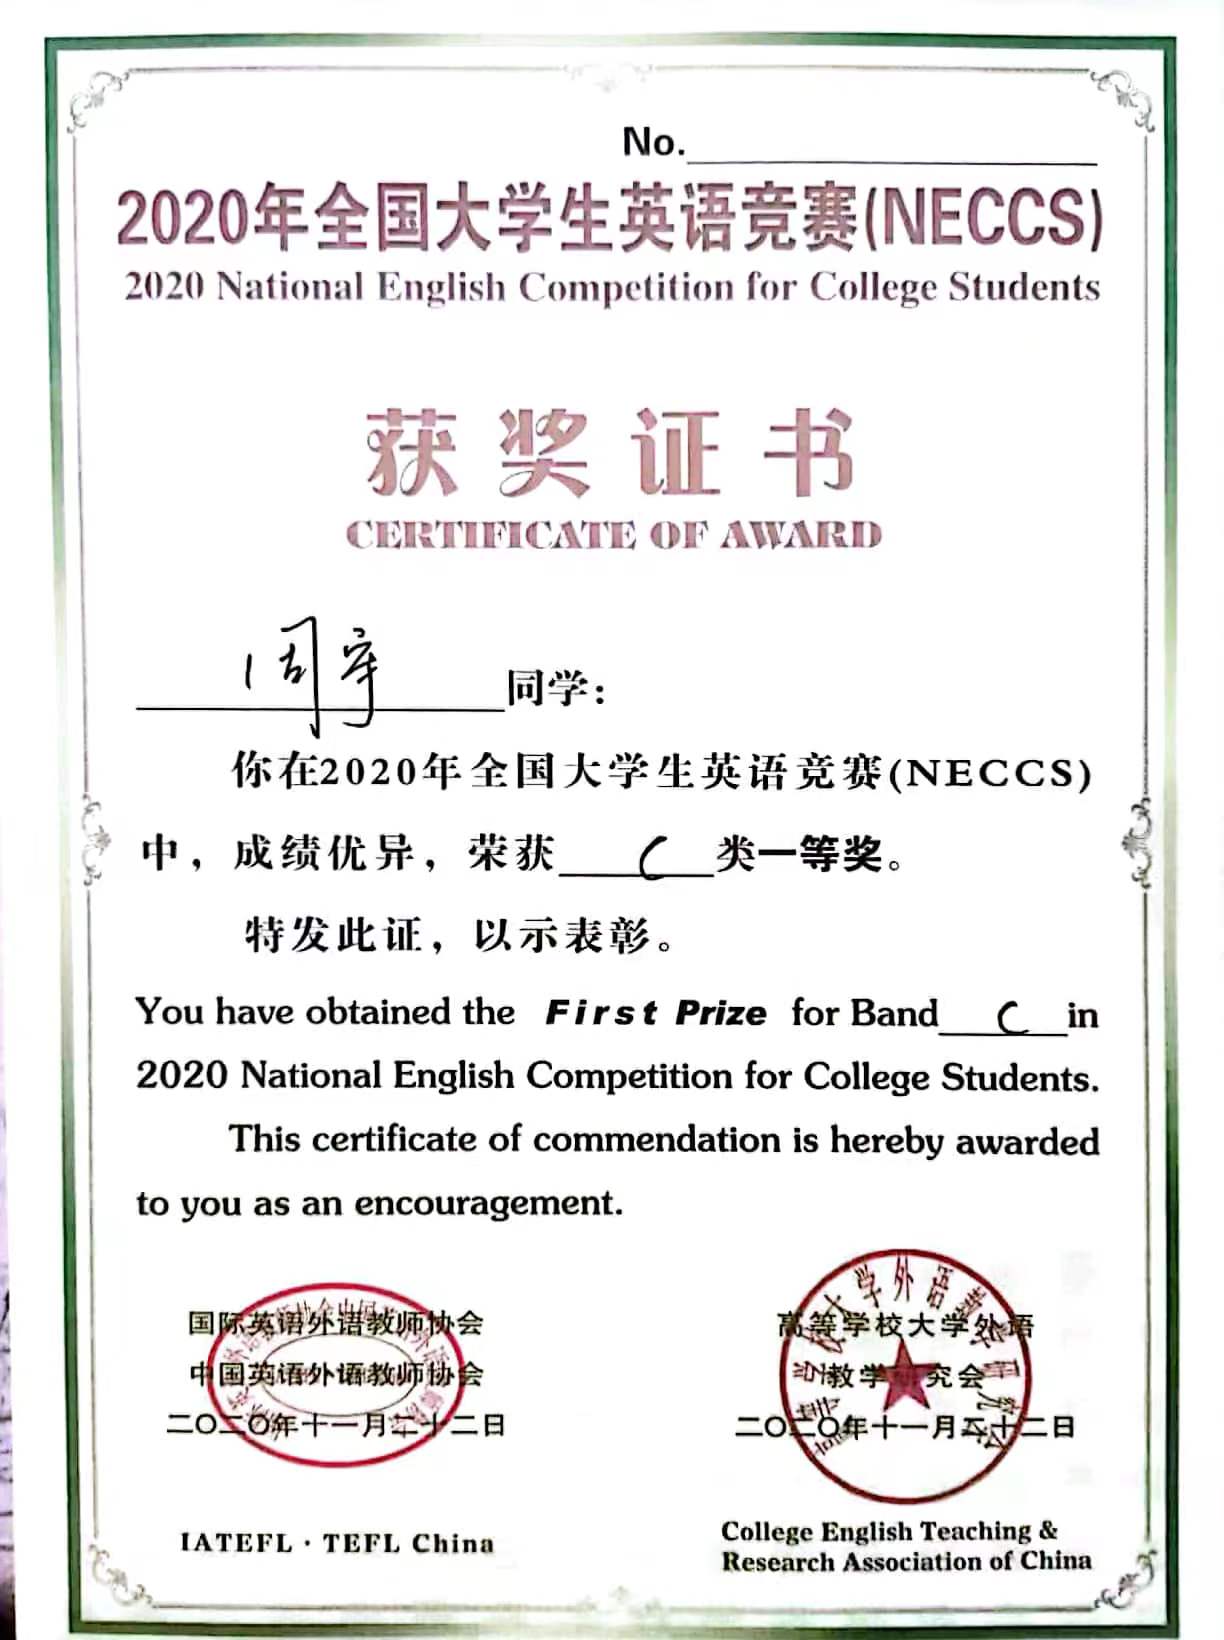 No.
2020年全国大学生英语竞赛(NECCS)
2020 National English Competition for College Students
获奖证书
CERTIFICATE OF AWARD
周宇 同学：
你在2020年全国大学生英语竞赛(NECCS)
中，成绩优异，荣获 C 类一等奖。
特发此证，以示表彰。
You have obtained the First Prize for Band C in
2020 National English Competition for College Students.
This certificate of commendation is hereby awarded
to you as an encouragement.
国际英语外语教师协会
中国英语外语教师协会
二〇二〇年十一月二十二日
IATEFL · TEFL China
高等学校大学外语
教学研究会
二〇二〇年十一月二十二日
College English Teaching &
Research Association of China